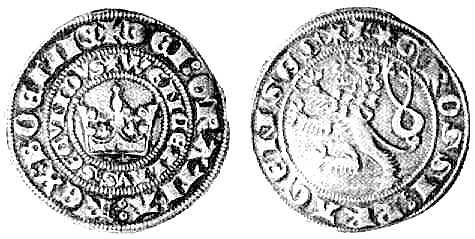 DEI GRATIA REX BOEMIE
WENCEZLAVS SECVNDVS
GROSSI PRAGENSES